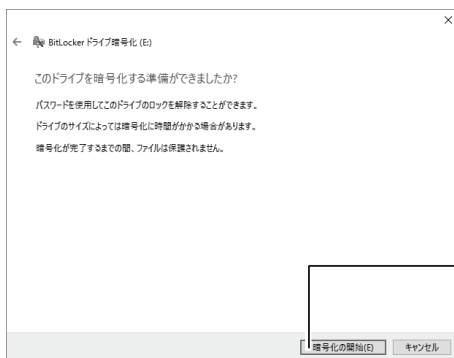 BitLocker ドライブ暗号化 (E:)
このドライブを暗号化する準備ができましたか?
パスワードを使用してこのドライブのロックを解除することができます。
ドライブのサイズによっては暗号化に時間がかかる場合があります。
暗号化が完了するまでの間、ファイルは保護されません。
暗号化の開始(E) キャンセル